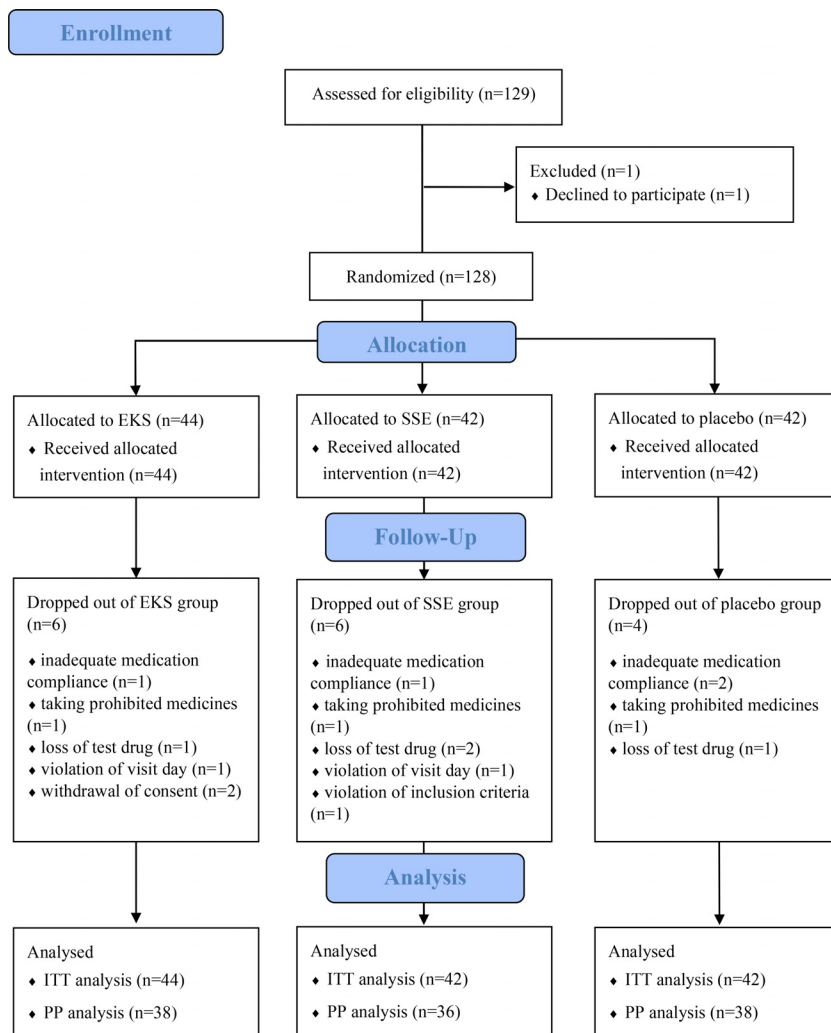 Enrollment
Assessed for eligibility (n=129)
Excluded (n=1)
♦ Declined to participate (n=1)
Randomized (n=128)
Allocation
Allocated to EKS (n=44)
♦ Received allocated
intervention (n=44)
Allocated to SSE (n=42)
♦ Received allocated
intervention (n=42)
Allocated to placebo (n=42)
♦ Received allocated
intervention (n=42)
Follow-Up
Dropped out of EKS group
(n=6)
♦ inadequate medication
compliance (n=1)
♦ taking prohibited medicines
(n=1)
♦ loss of test drug (n=1)
♦ violation of visit day (n=1)
♦ withdrawal of consent (n=2)
Dropped out of SSE group
(n=6)
♦ inadequate medication
compliance (n=1)
♦ taking prohibited medicines
(n=1)
♦ loss of test drug (n=2)
♦ violation of visit day (n=1)
♦ violation of inclusion criteria
(n=1)
Dropped out of placebo group
(n=4)
♦ inadequate medication
compliance (n=2)
♦ taking prohibited medicines
(n=1)
♦ loss of test drug (n=1)
Analysis
Analysed
♦ ITT analysis (n=44)
♦ PP analysis (n=38)
Analysed
♦ ITT analysis (n=42)
♦ PP analysis (n=36)
Analysed
♦ ITT analysis (n=42)
♦ PP analysis (n=38)